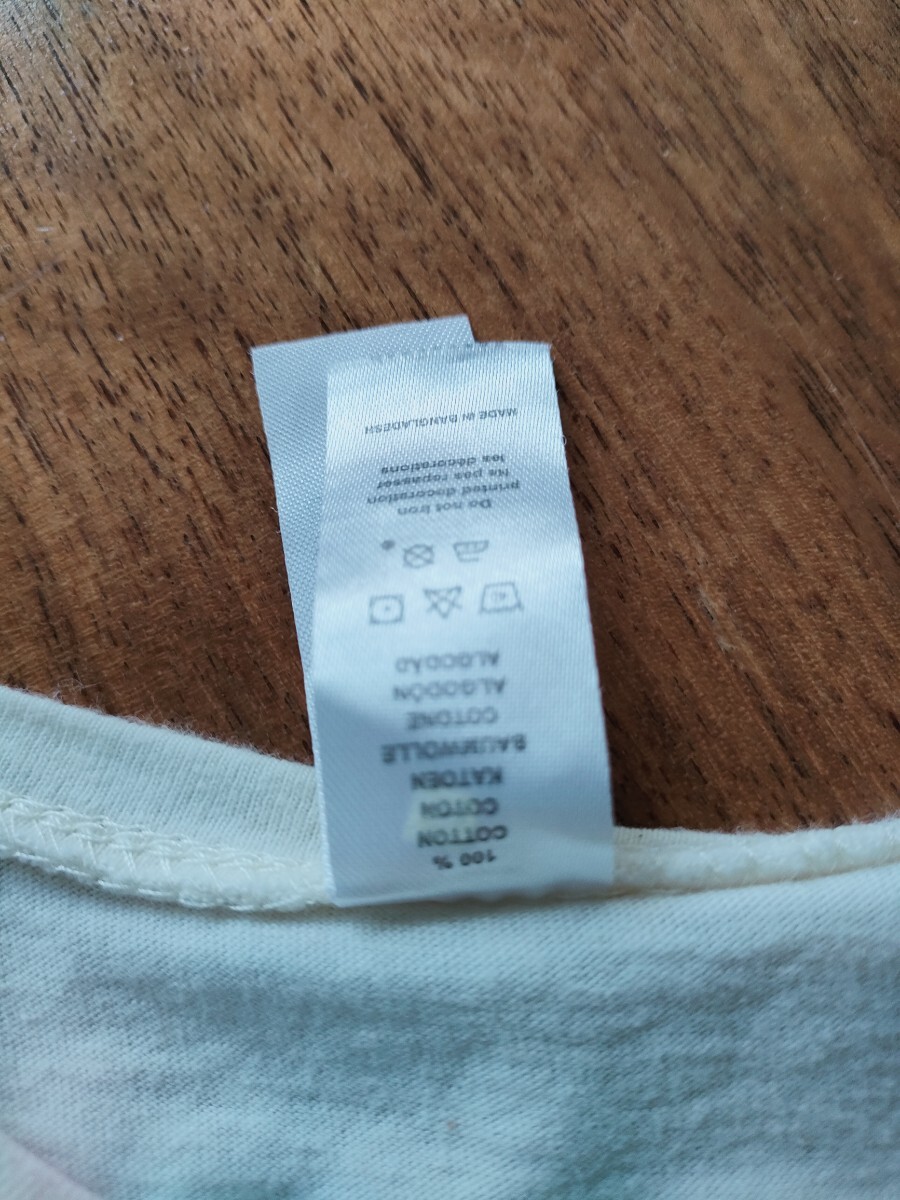 100 %
COTTON
COTON
KATOEN
BAUMWOLLE
COTONE
ALGODÓN
ALGODÃO
Do not iron
printed decoration
Ne pas repasser
les décorations
MADE IN BANGLADESH